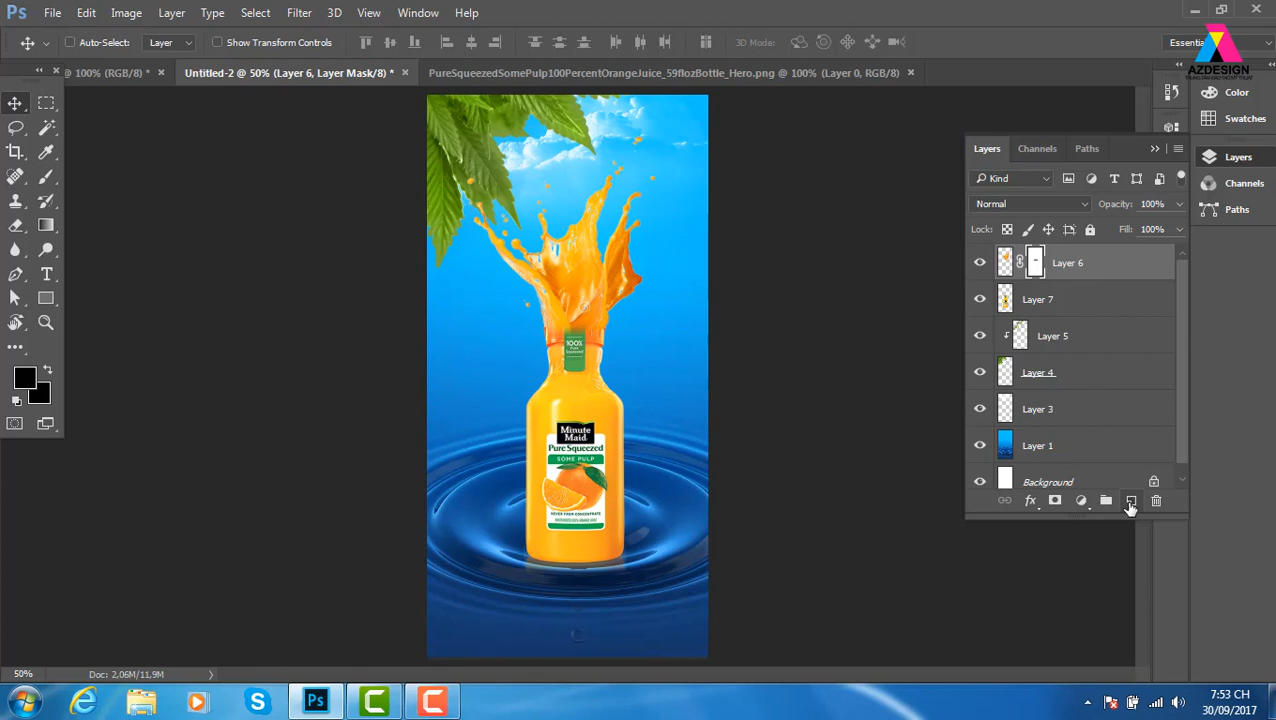 Ps File Edit Image Layer Type Select Filter 3D View Window Help
Auto-Select: Layer Show Transform Controls 3D Mode: Essentia
AZDESIGN
@ 100% (RGB/8) * × Untitled-2 @ 50% (Layer 6, Layer Mask/8) * × PureSqueezedSomePulp100PercentOrangeJuice_59flozBottle_Hero.png @ 100% (Layer 0, RGB/8) ×
Color
Swatches
Layers
Channels
Paths
Layers Channels Paths
Kind
Normal Opacity: 100%
Lock: Fill: 100%
Layer 6
Layer 7
Layer 5
Layer 4
Layer 3
Layer 1
Background
fx
100%
Pure
Squeezed
Minute
Maid
Pure Squeezed
SOME PULP
NEVER FROM CONCENTRATE
50% Doc: 2,06M/11,9M
Ps
7:53 CH
30/09/2017